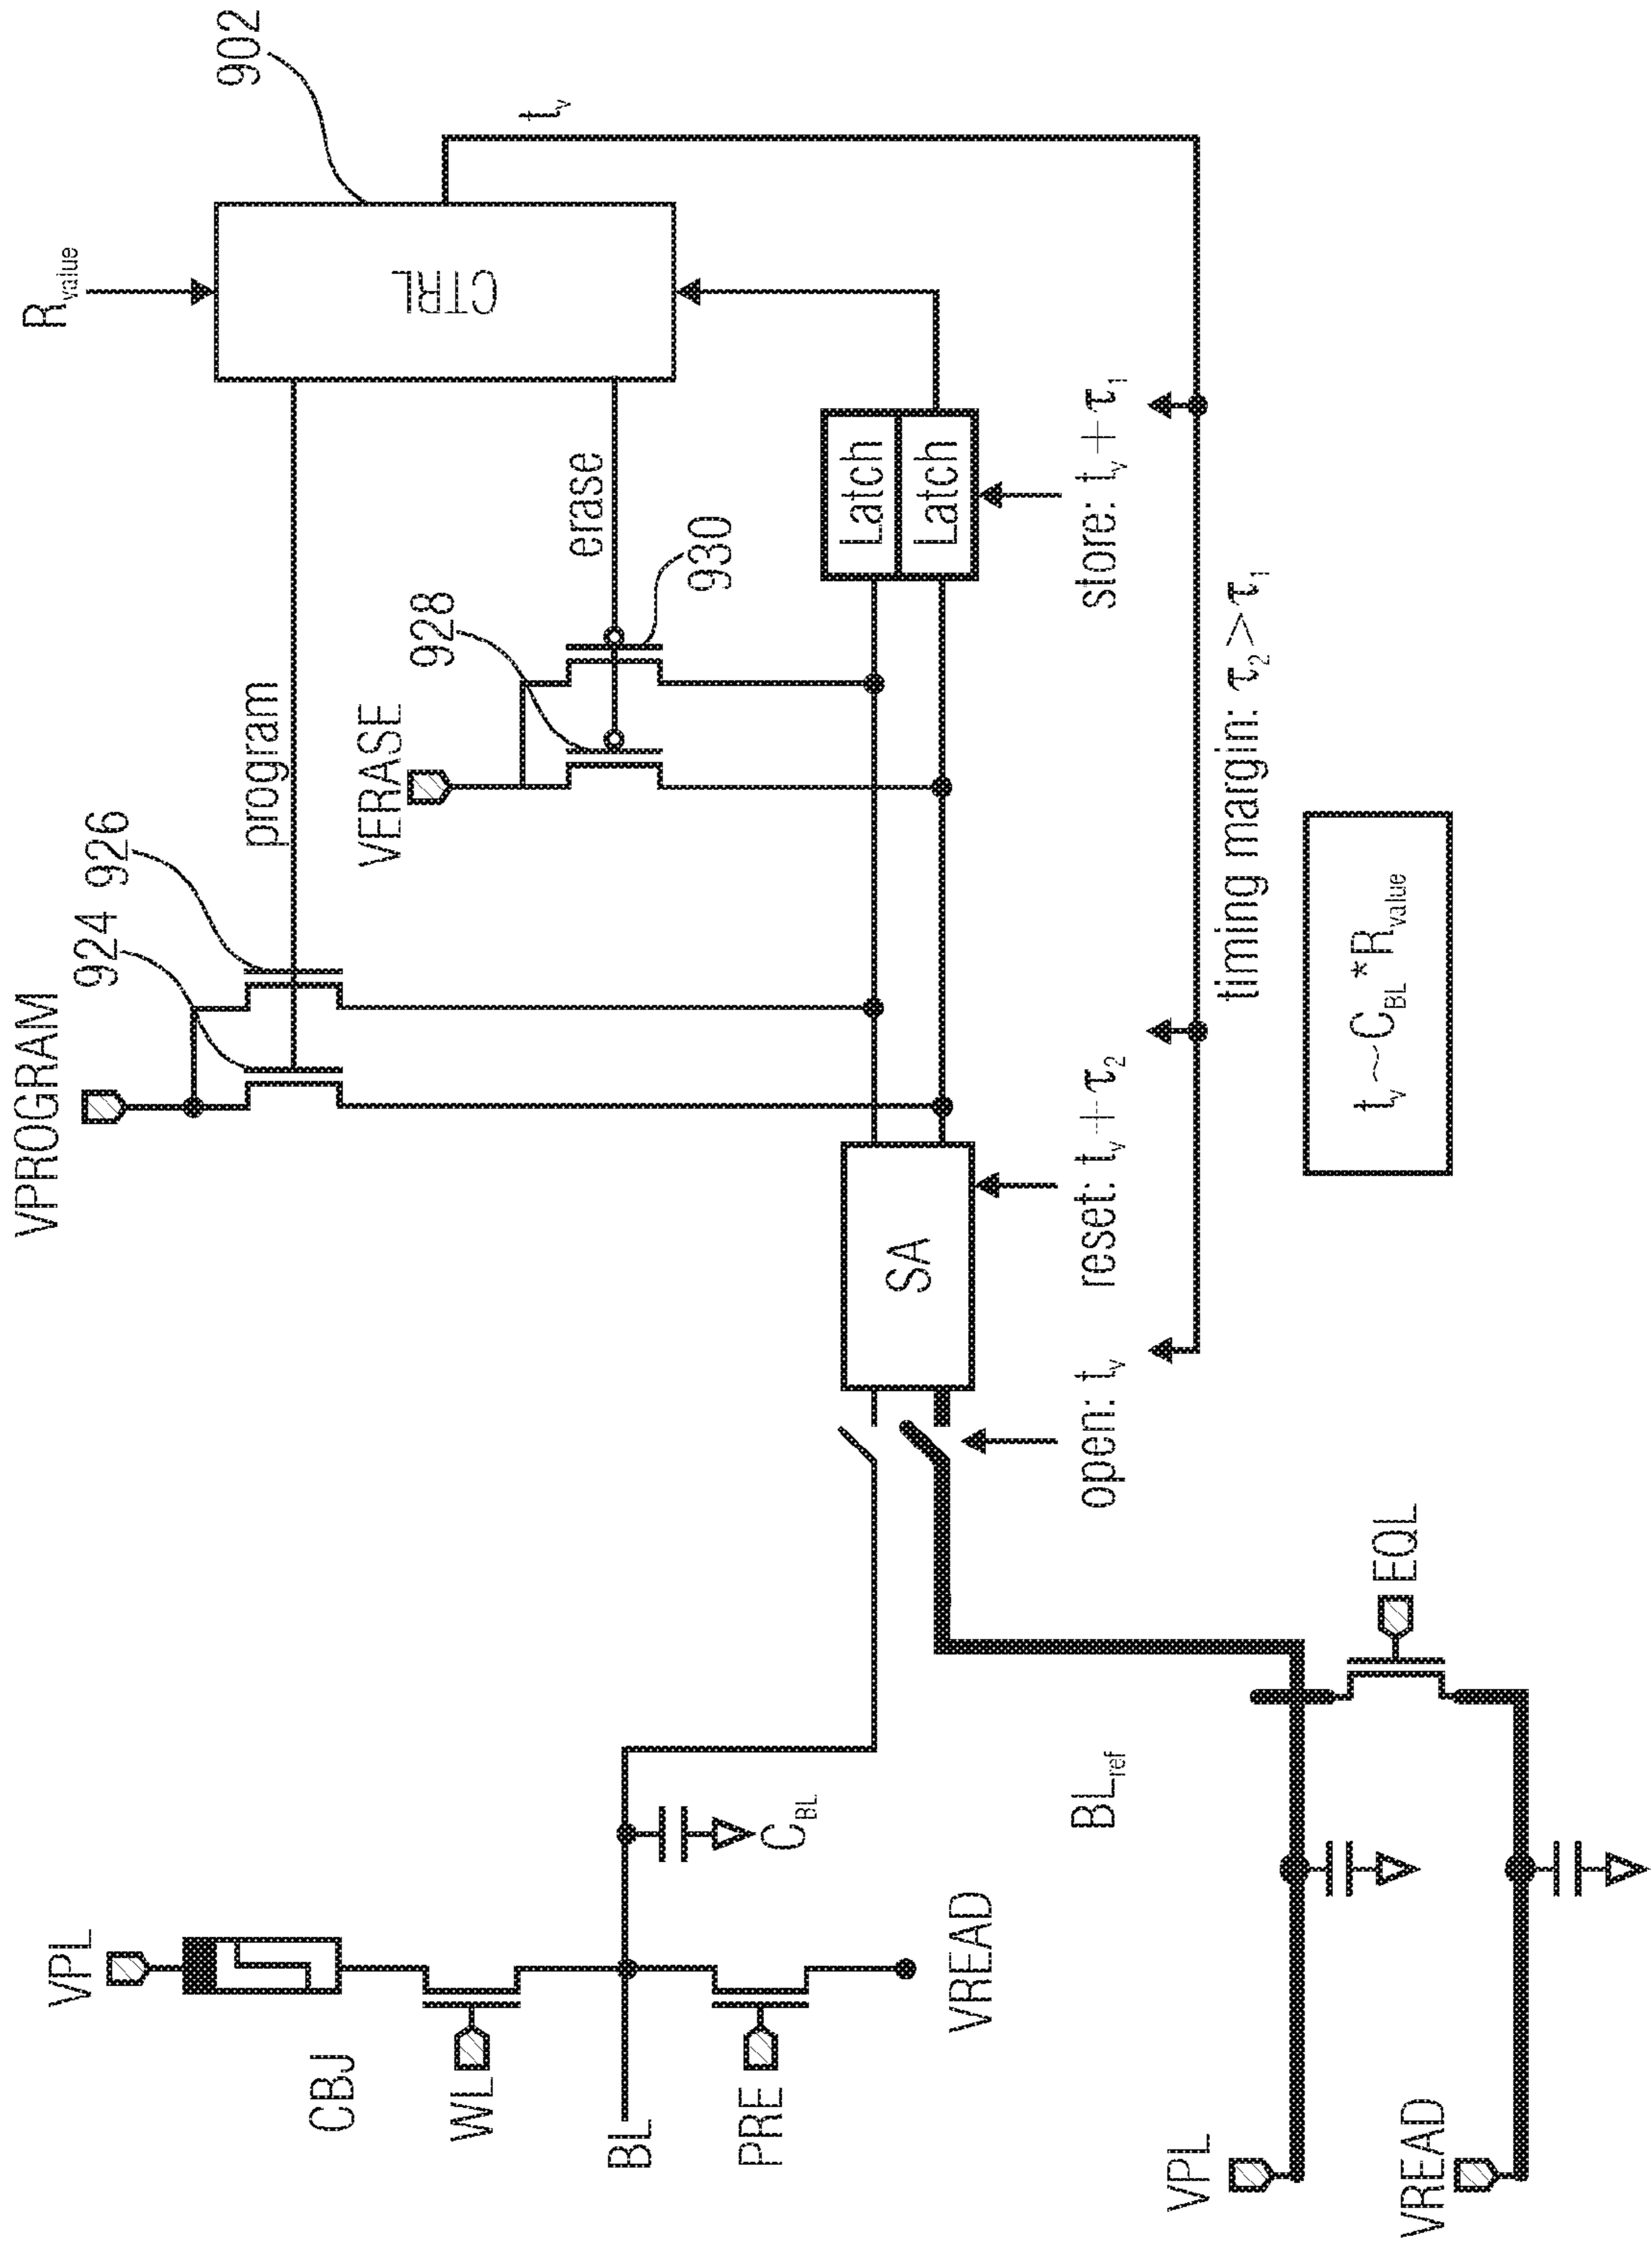 902
R_value
t_v
CTRL
VPROGRAM
924
926
program
erase
VERASE
928
930
Latch
Latch
SA
store: t_v + τ_1
reset: t_v + τ_2
open: t_v
timing margin: τ_2 > τ_1
t_v ~ C_BL * R_value
VPL
CBJ
WL
BL
PRE
VREAD
C_BL
BL_ref
EQL
VPL
VREAD